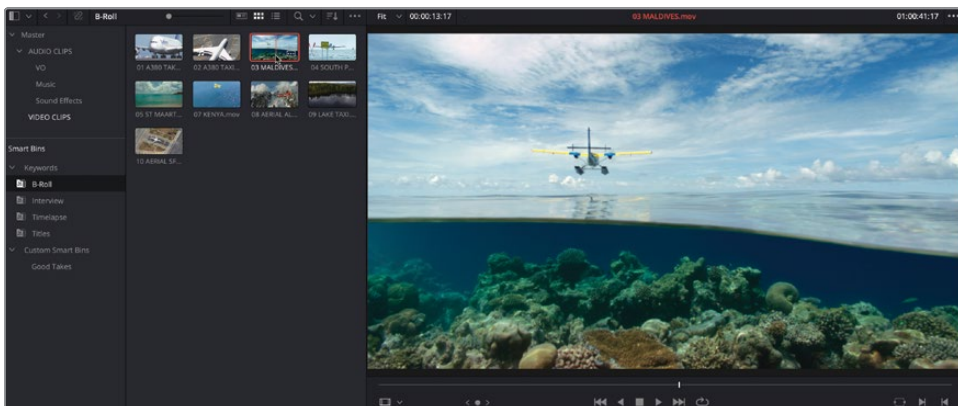 B-Roll
Fit 00:00:13:17 03 MALDIVES.mov 01:00:41:17
Master
AUDIO CLIPS
VO
Music
Sound Effects
VIDEO CLIPS
Smart Bins
Keywords
B-Roll
Interview
Timelapse
Titles
Custom Smart Bins
Good Takes
01 A380 TAK...
02 A380 TAXI...
03 MALDIVES...
04 SOUTH P...
05 ST MAART...
07 KENYA.mov
08 AERIAL AL...
09 LAKE TAXI...
10 AERIAL SF...